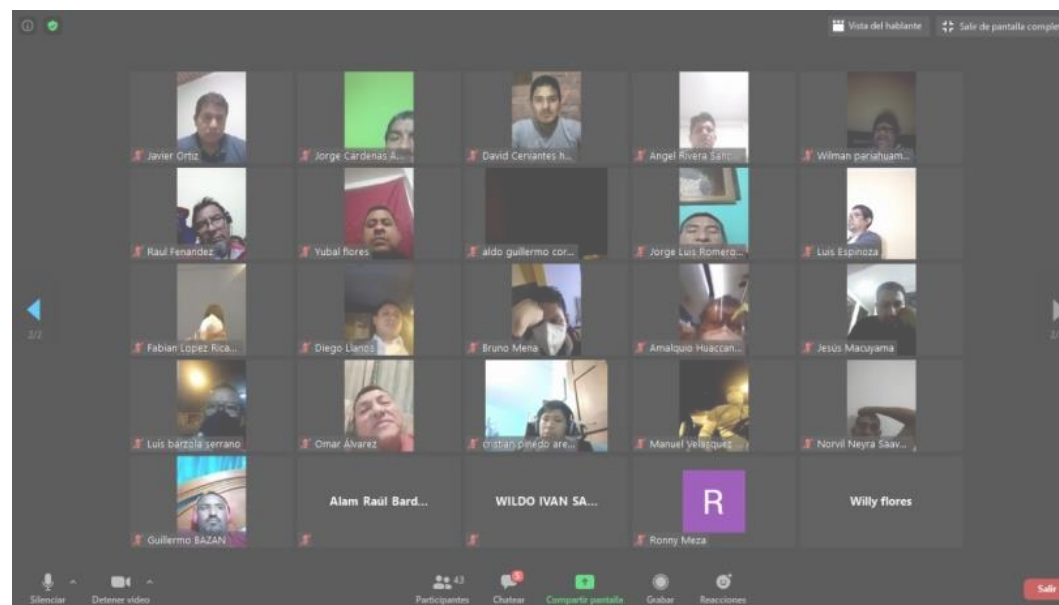 Vista del hablante
Salir de pantalla comple
Javier Ortiz
Jorge Cardenas A...
David Cervantes h...
Angel Rivera Sanc...
Wilman pariahuam...
Raul Fenandez
Yubal flores
aldo guillermo cor...
Jorge Luis Romero...
Luis Espinoza
2/2
Fabian Lopez Rica...
Diego Llanos
Bruno Mena
Amalquio Huaccan...
Jesús Macuyama
Luis barzola serrano
Omar Álvarez
cristian pinedo are...
Manuel Velasquez
Norvil Neyra Saav...
Guillermo BAZAN
Alam Raúl Bard...
WILDO IVAN SA...
R
Ronny Meza
Willy flores
Silenciar
Detener video
43
Participantes
5
Chatear
Compartir pantalla
Grabar
Reacciones
Salir